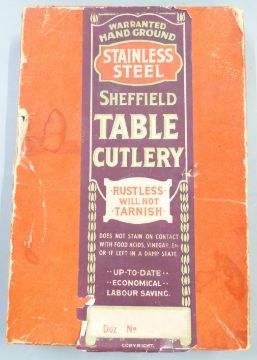 WARRANTED
HAND GROUND
STAINLESS
STEEL
SHEFFIELD
TABLE
CUTLERY
·RUSTLESS·
WILL NOT
·TARNISH·
DOES NOT STAIN ON CONTACT
WITH FOOD ACIDS, VINEGAR, Etc
OR IF LEFT IN A DAMP STATE.
··UP-TO-DATE··
··ECONOMICAL··
LABOUR SAVING.
Doz No
COPYRIGHT.